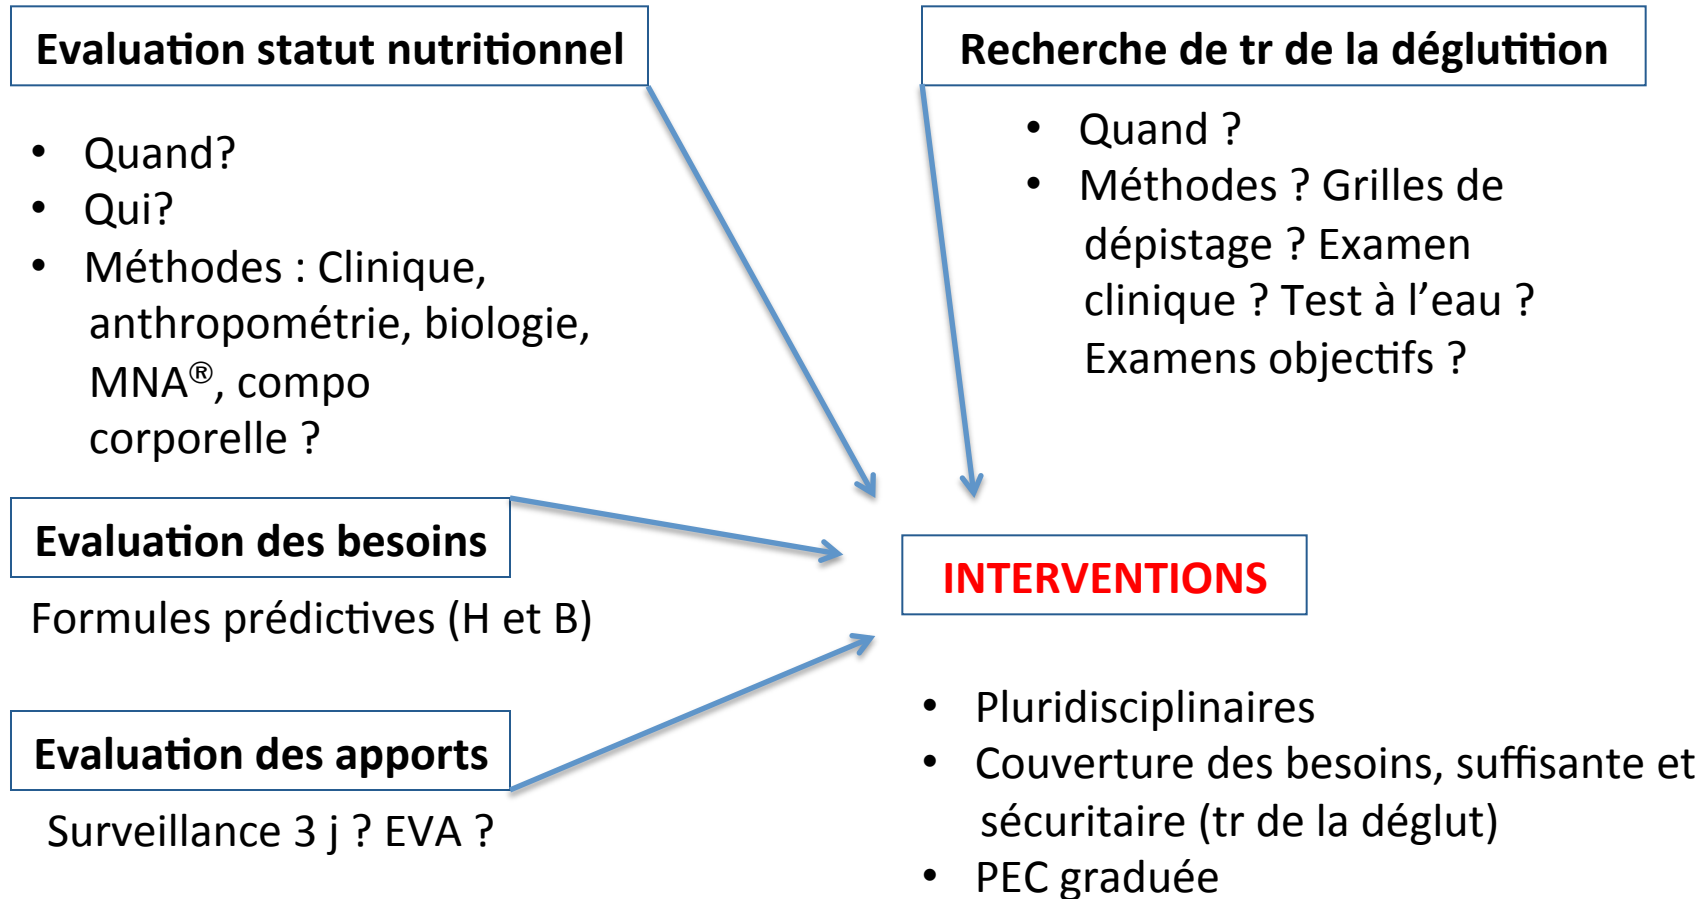 Evaluation statut nutritionnel
• Quand?
• Qui?
• Méthodes : Clinique,
anthropométrie, biologie,
MNA®, compo
corporelle ?
Recherche de tr de la déglutition
• Quand ?
• Méthodes ? Grilles de
dépistage ? Examen
clinique ? Test à l’eau ?
Examens objectifs ?
Evaluation des besoins
Formules prédictives (H et B)
Evaluation des apports
Surveillance 3 j ? EVA ?
INTERVENTIONS
• Pluridisciplinaires
• Couverture des besoins, suffisante et
sécuritaire (tr de la déglut)
• PEC graduée